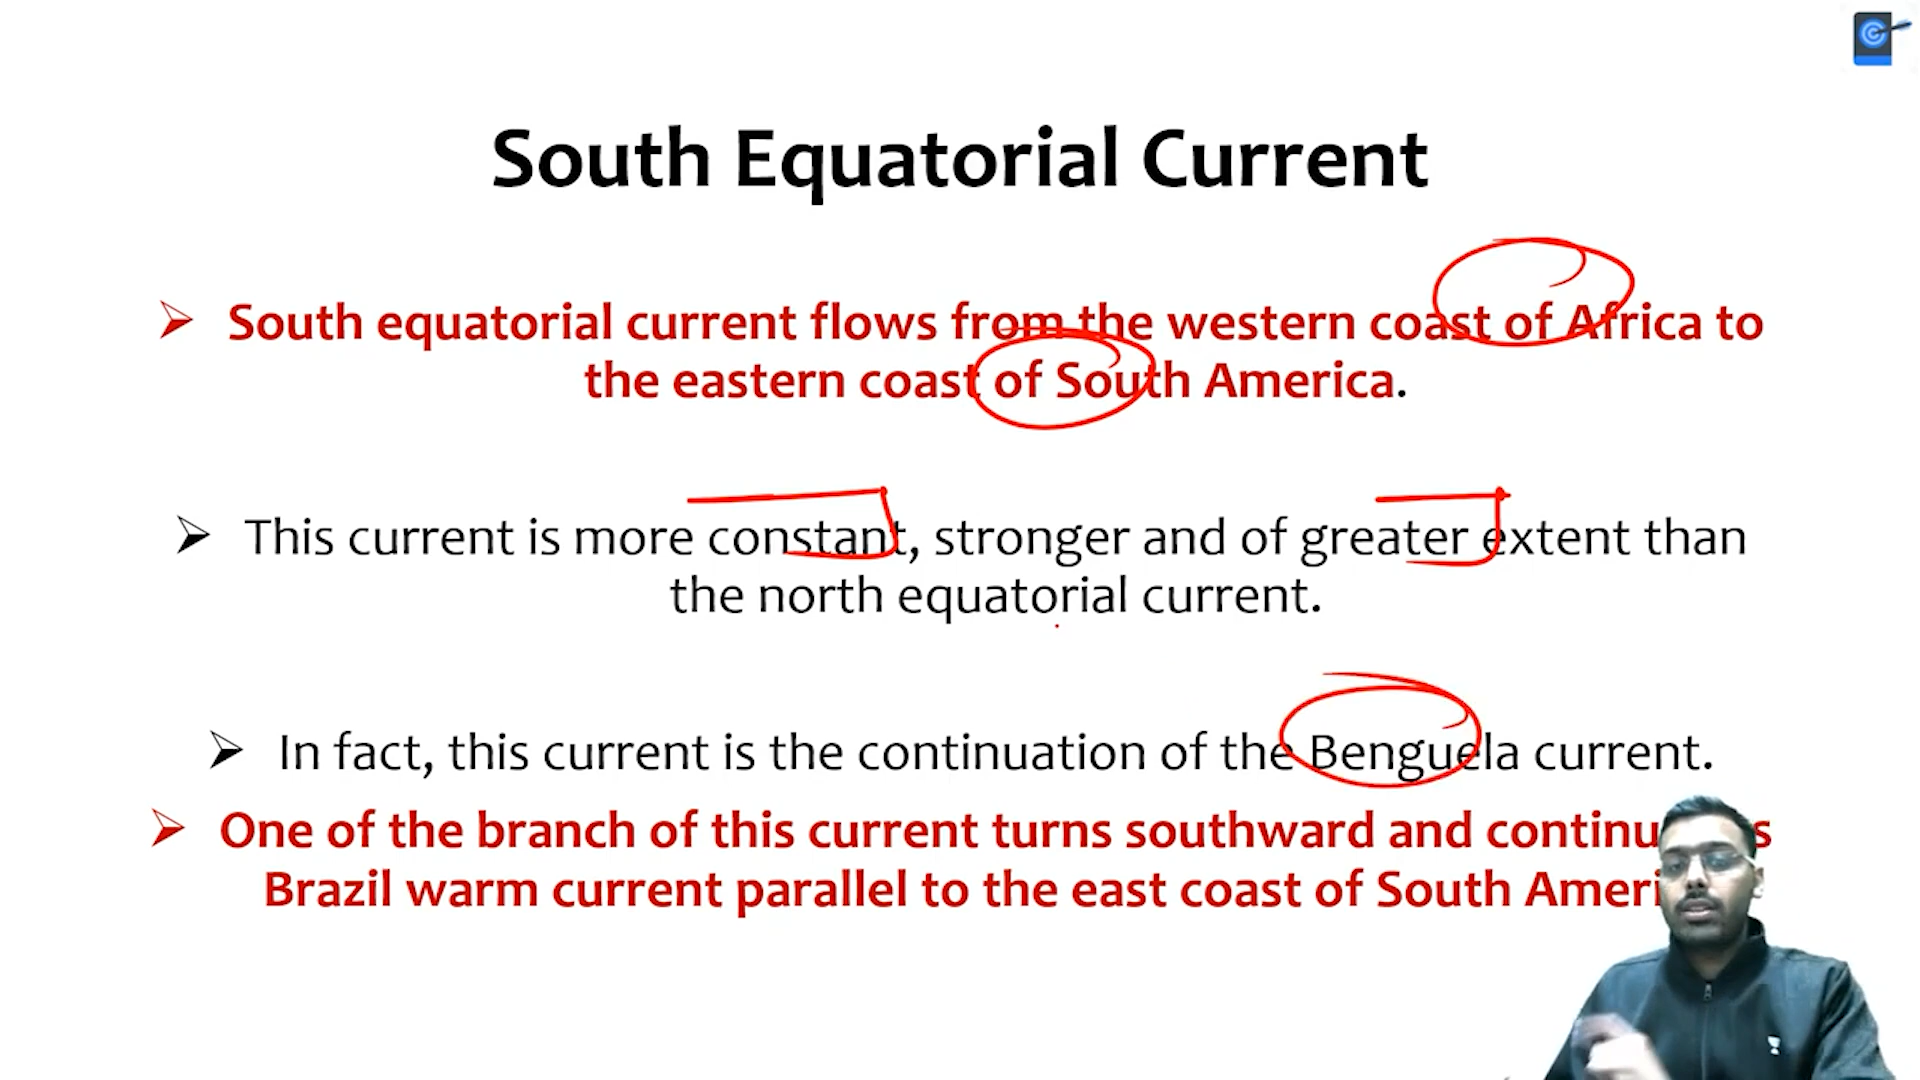 South Equatorial Current
➢ South equatorial current flows from the western coast of Africa to
the eastern coast of South America.
➢ This current is more constant, stronger and of greater extent than
the north equatorial current.
➢ In fact, this current is the continuation of the Benguela current.
➢ One of the branch of this current turns southward and
Brazil warm current parallel to the east coast of South